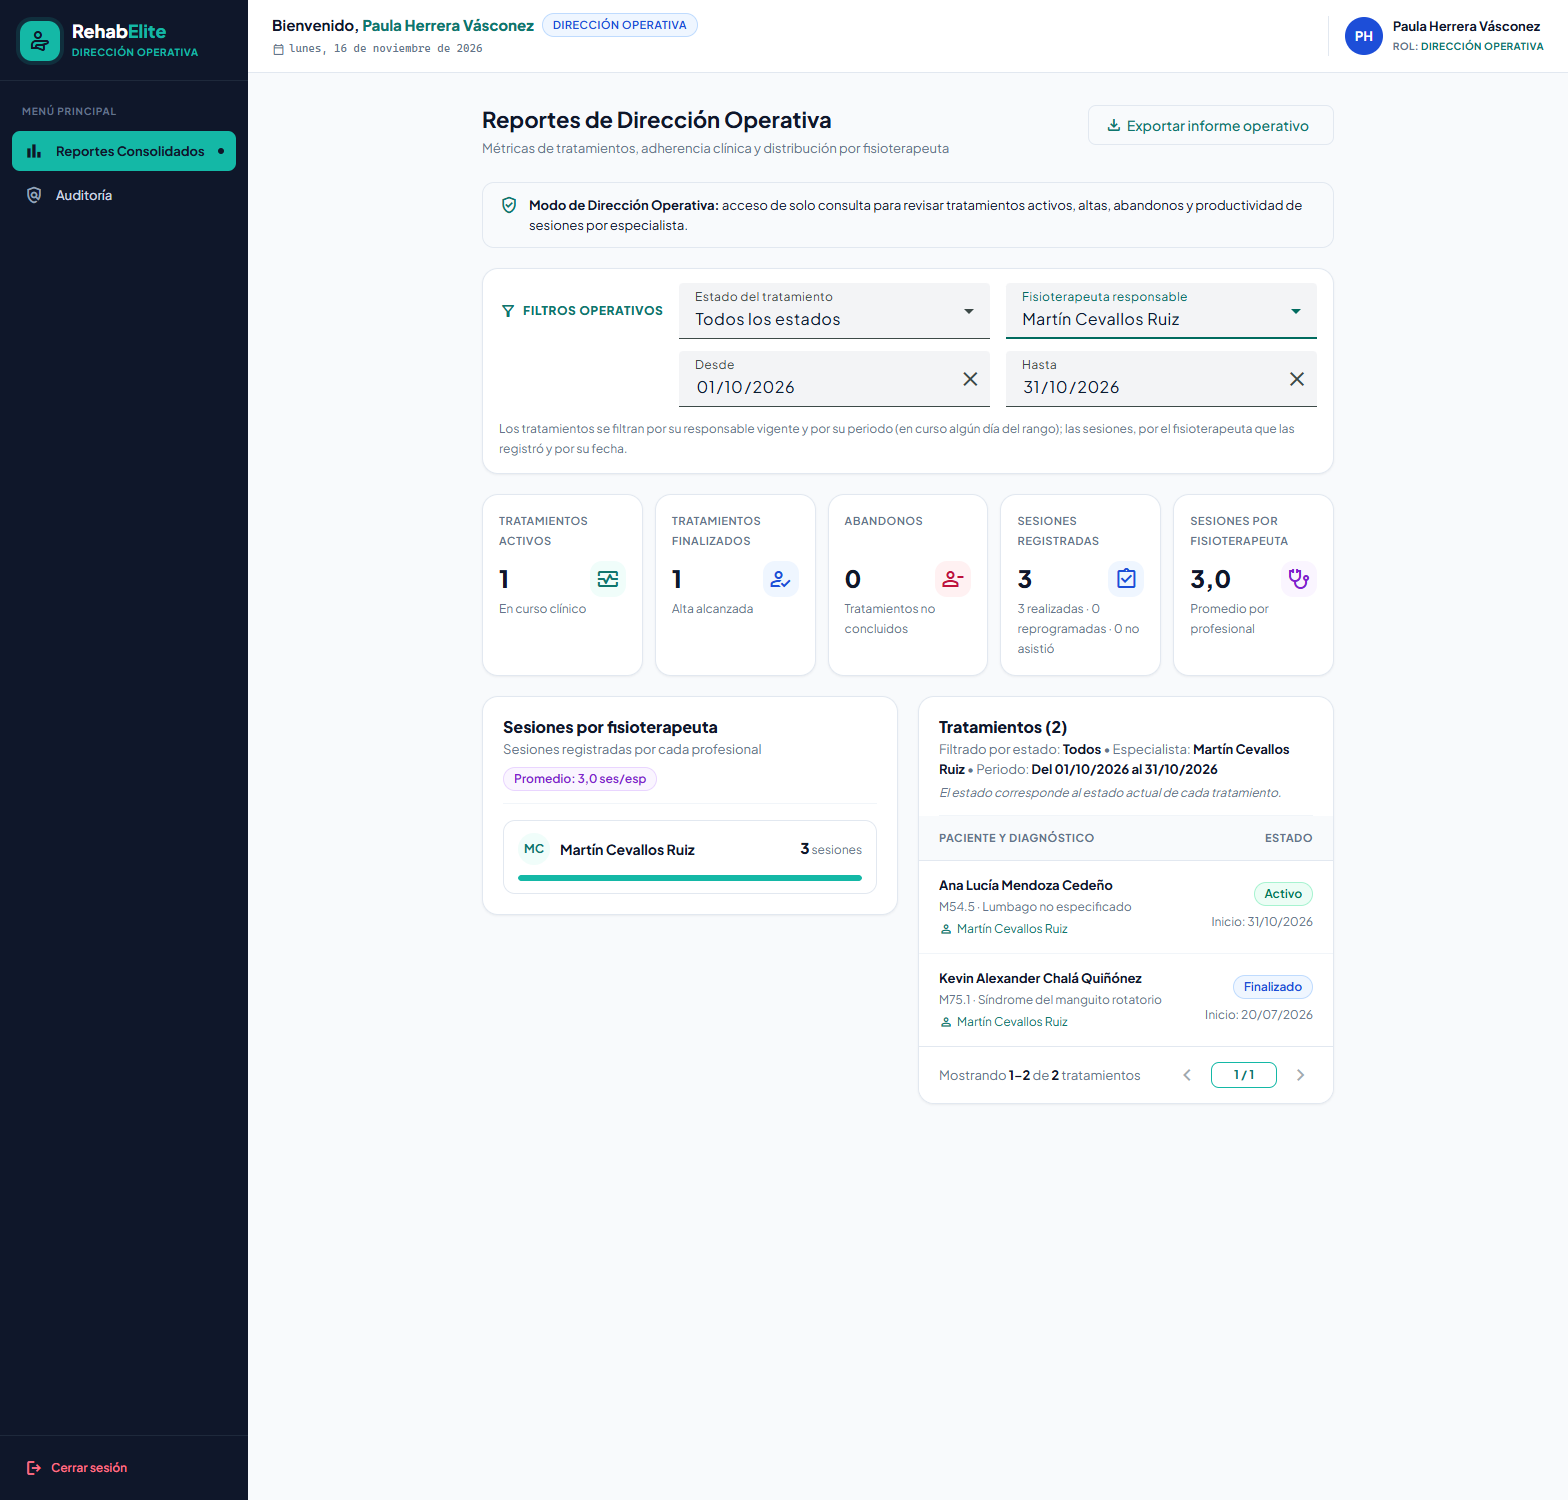 RehabElite
DIRECCIÓN OPERATIVA
MENÚ PRINCIPAL
Reportes Consolidados
Auditoría
Cerrar sesión
Bienvenido, Paula Herrera Vásconez
DIRECCIÓN OPERATIVA
lunes, 16 de noviembre de 2026
PH
Paula Herrera Vásconez
ROL: DIRECCIÓN OPERATIVA
Reportes de Dirección Operativa
Métricas de tratamientos, adherencia clínica y distribución por fisioterapeuta
Exportar informe operativo
Modo de Dirección Operativa: acceso de solo consulta para revisar tratamientos activos, altas, abandonos y productividad de
sesiones por especialista.
FILTROS OPERATIVOS
Estado del tratamiento
Todos los estados
Fisioterapeuta responsable
Martín Cevallos Ruiz
Desde
01/10/2026
Hasta
31/10/2026
Los tratamientos se filtran por su responsable vigente y por su periodo (en curso algún día del rango); las sesiones, por el fisioterapeuta que las
registró y por su fecha.
TRATAMIENTOS
ACTIVOS
1
En curso clínico
TRATAMIENTOS
FINALIZADOS
1
Alta alcanzada
ABANDONOS
0
Tratamientos no
concluidos
SESIONES
REGISTRADAS
3
3 realizadas · 0
reprogramadas · 0 no
asistió
SESIONES POR
FISIOTERAPEUTA
3,0
Promedio por
profesional
Sesiones por fisioterapeuta
Sesiones registradas por cada profesional
Promedio: 3,0 ses/esp
MC
Martín Cevallos Ruiz
3 sesiones
Tratamientos (2)
Filtrado por estado: Todos • Especialista: Martín Cevallos
Ruiz • Periodo: Del 01/10/2026 al 31/10/2026
El estado corresponde al estado actual de cada tratamiento.
PACIENTE Y DIAGNÓSTICO
ESTADO
Ana Lucía Mendoza Cedeño
Activo
M54.5 · Lumbago no especificado
Inicio: 31/10/2026
Martín Cevallos Ruiz
Kevin Alexander Chalá Quiñónez
Finalizado
M75.1 · Síndrome del manguito rotatorio
Inicio: 20/07/2026
Martín Cevallos Ruiz
Mostrando 1–2 de 2 tratamientos
1 / 1